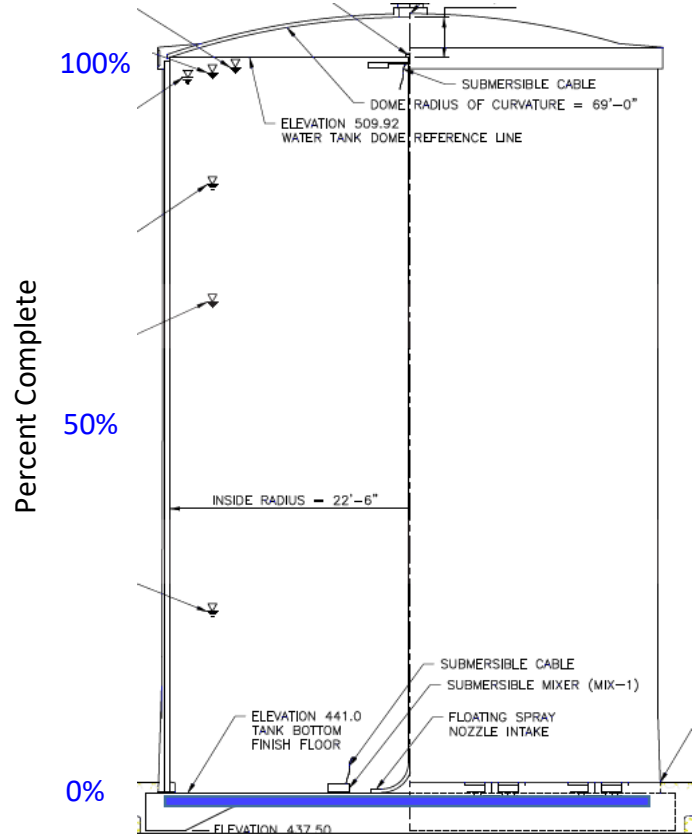 100%
SUBMERSIBLE CABLE
DOME RADIUS OF CURVATURE = 69'-0"
ELEVATION 509.92
WATER TANK DOME REFERENCE LINE
Percent Complete
50%
INSIDE RADIUS = 22'-6"
SUBMERSIBLE CABLE
SUBMERSIBLE MIXER (MIX-1)
ELEVATION 441.0
TANK BOTTOM
FINISH FLOOR
FLOATING SPRAY
NOZZLE INTAKE
0%
ELEVATION 437.50